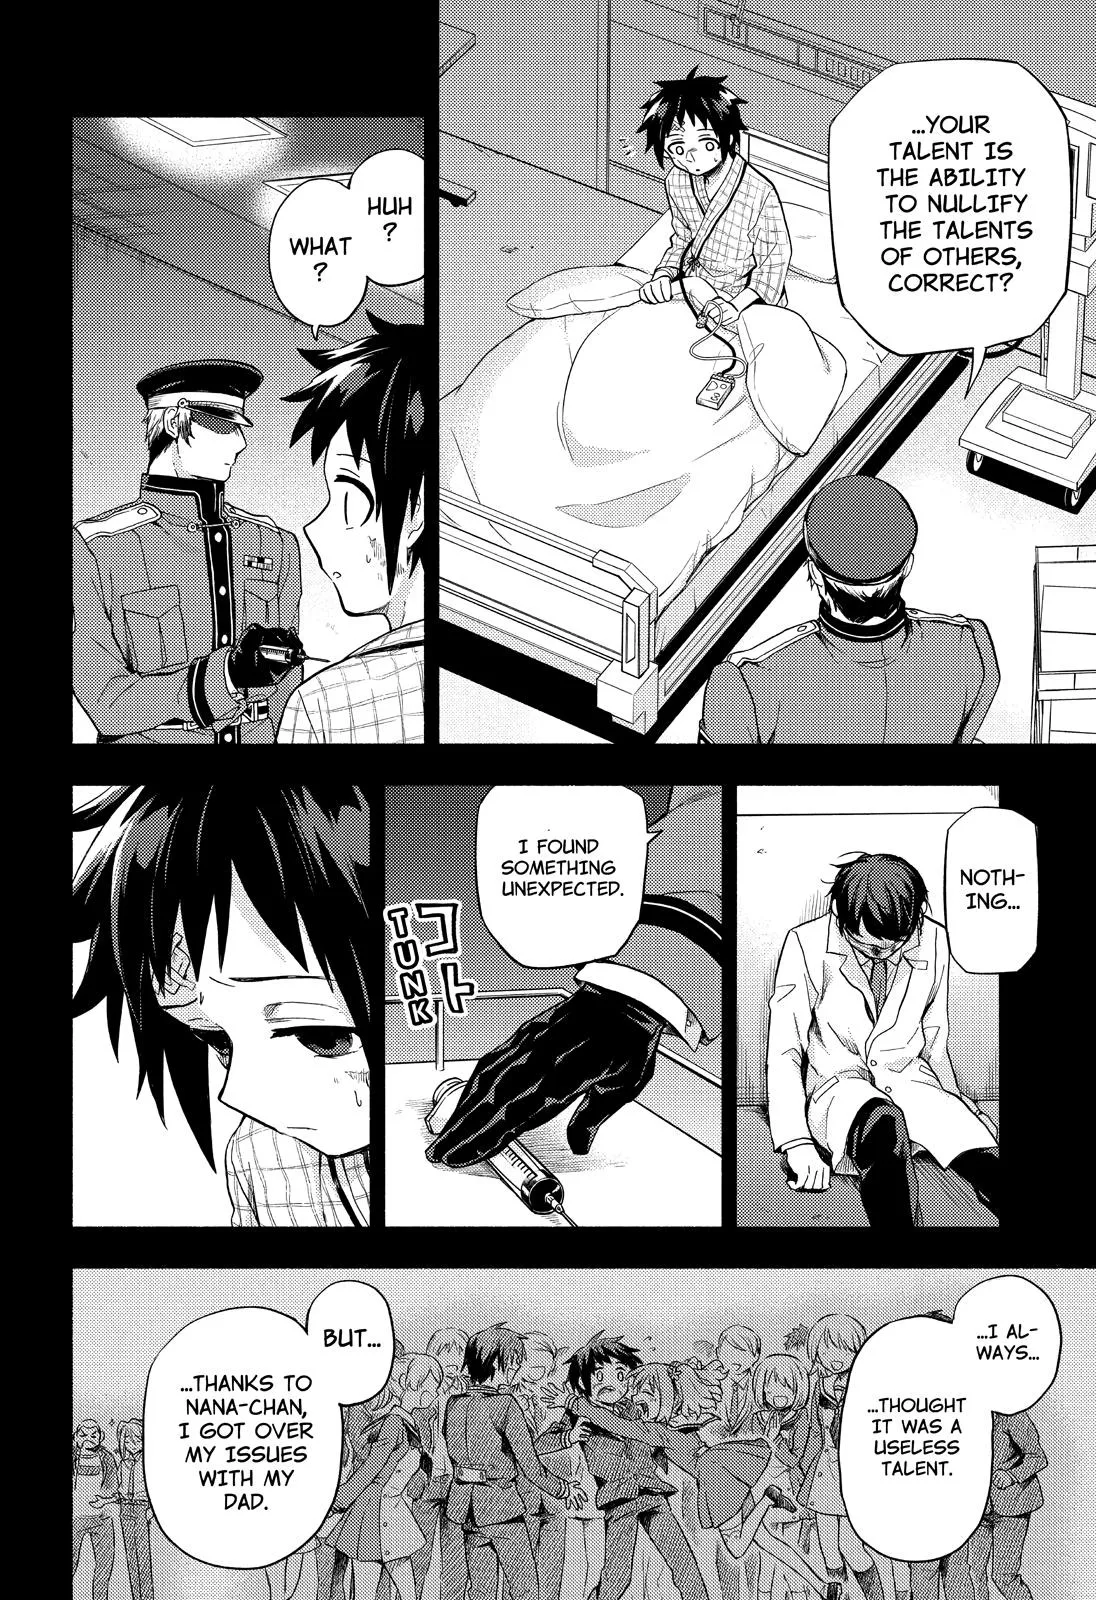 ...YOUR
TALENT IS
THE ABILITY
TO NULLIFY
THE TALENTS
OF OTHERS,
CORRECT?
HUH
?
WHAT
?
NOTH-
ING...
I FOUND
SOMETHING
UNEXPECTED.
コト
TUNK
...I AL-
WAYS...
...THOUGHT
IT WAS A
USELESS
TALENT.
BUT...
...THANKS TO
NANA-CHAN,
I GOT OVER
MY ISSUES
WITH MY
DAD.